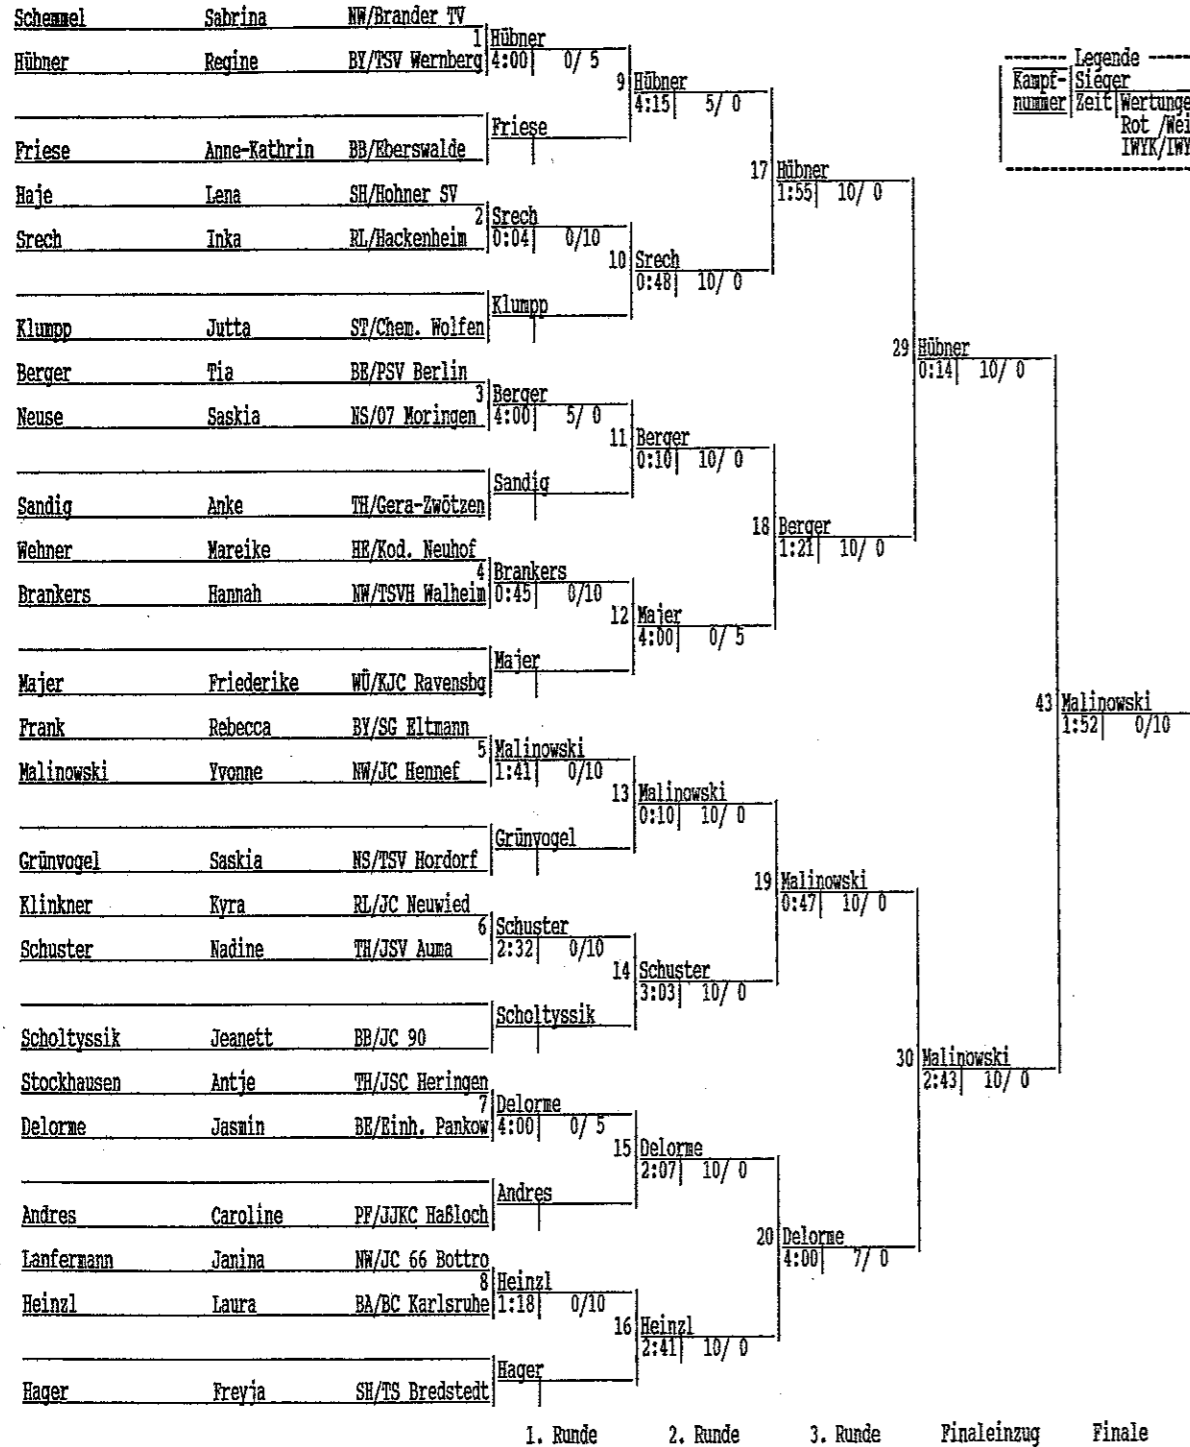 Schemmel Sabrina NW/Brander TV
1 Hübner
Hübner Regine BY/TSV Wernberg 4:00 0/ 5
------- Legende -----
9 Hübner
Kampf- Sieger
4:15 5/ 0
nummer Zeit Wertunge
Friese
Rot /Wei
Friese Anne-Kathrin BB/Eberswalde
IWYK/IWY
17 Hübner
Haje Lena SH/Hohner SV
1:55 10/ 0
2 Srech
Srech Inka RL/Hackenheim 0:04 0/10
10 Srech
0:48 10/ 0
Klumpp
Klumpp Jutta ST/Chem. Wolfen
29 Hübner
Berger Tia BE/PSV Berlin
0:14 10/ 0
3 Berger
Neuse Saskia NS/07 Moringen 4:00 5/ 0
11 Berger
0:10 10/ 0
Sandig
Sandig Anke TH/Gera-Zwötzen
18 Berger
Wehner Mareike HE/Kod. Neuhof
1:21 10/ 0
4 Brankers
Brankers Hannah NW/TSVH Walheim 0:45 0/10
12 Majer
4:00 0/ 5
Majer
Majer Friederike WÜ/KJC Ravensbg
43 Malinowski
Frank Rebecca BY/SG Eltmann
1:52 0/10
5 Malinowski
Malinowski Yvonne NW/JC Hennef 1:41 0/10
13 Malinowski
0:10 10/ 0
Grünvogel
Grünvogel Saskia NS/TSV Hordorf
19 Malinowski
Klinkner Kyra RL/JC Neuwied
0:47 10/ 0
6 Schuster
Schuster Nadine TH/JSV Auma 2:32 0/10
14 Schuster
3:03 10/ 0
Scholtyssik
Scholtyssik Jeanett BB/JC 90
30 Malinowski
Stockhausen Antje TH/JSC Heringen
2:43 10/ 0
7 Delorme
Delorme Jasmin BE/Einh. Pankow 4:00 0/ 5
15 Delorme
2:07 10/ 0
Andres
Andres Caroline PF/JJKC Haßloch
20 Delorme
Lanfermann Janina NW/JC 66 Bottro
4:00 7/ 0
8 Heinzl
Heinzl Laura BA/BC Karlsruhe 1:18 0/10
16 Heinzl
2:41 10/ 0
Hager
Hager Freyja SH/TS Bredstedt
1. Runde 2. Runde 3. Runde Finaleinzug Finale